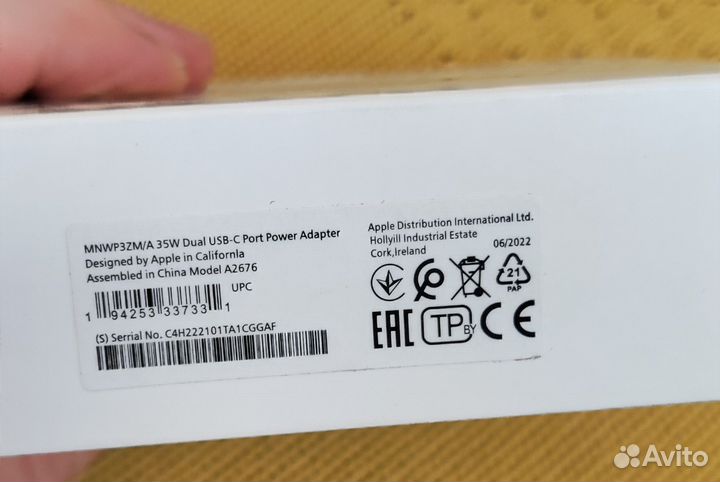 MNWP3ZM/A 35W Dual USB-C Port Power Adapter
Designed by Apple in California
Assembled in China Model A2676
UPC
1 94253 33733 1
(S) Serrial No. C4H222101TA1CGGAF
Apple Distribution International Ltd.
Hollyill Industrial Estate
Cork,Ireland
06/2022
21
PAP
EAC
TP BY
CE
Avito